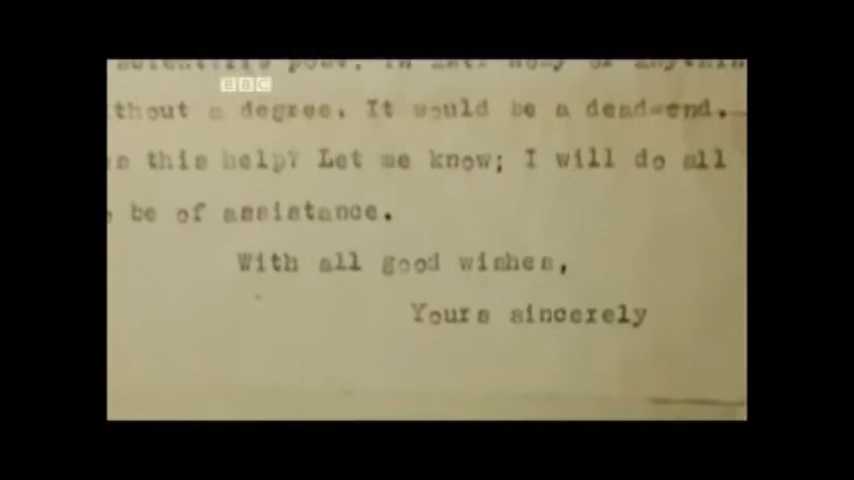 BBC
thout a degree. It would be a dead-end.
s this help? Let me know; I will do all
be of assistance.
With all good wishes,
Yours sincerely